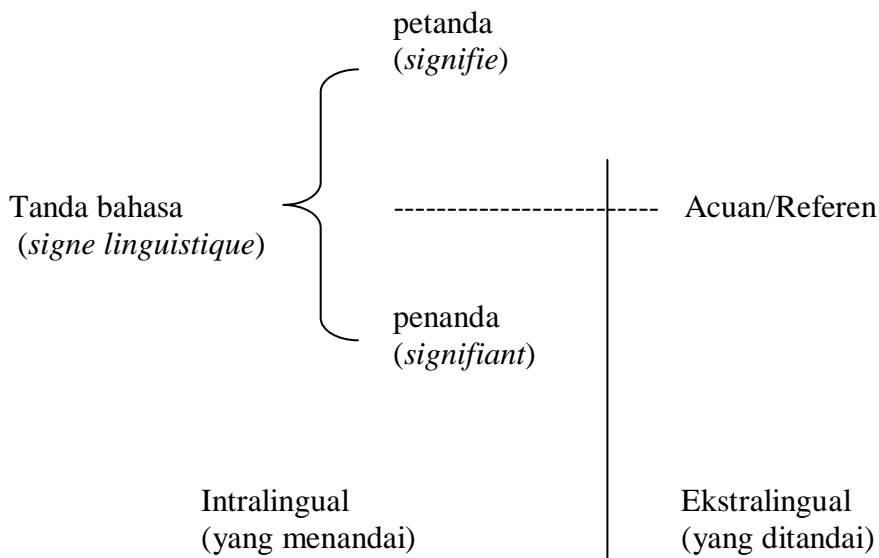 petanda
(signifie)
Tanda bahasa
(signe linguistique)
Acuan/Referen
penanda
(signifiant)
Intralingual
(yang menandai)
Ekstralingual
(yang ditandai)